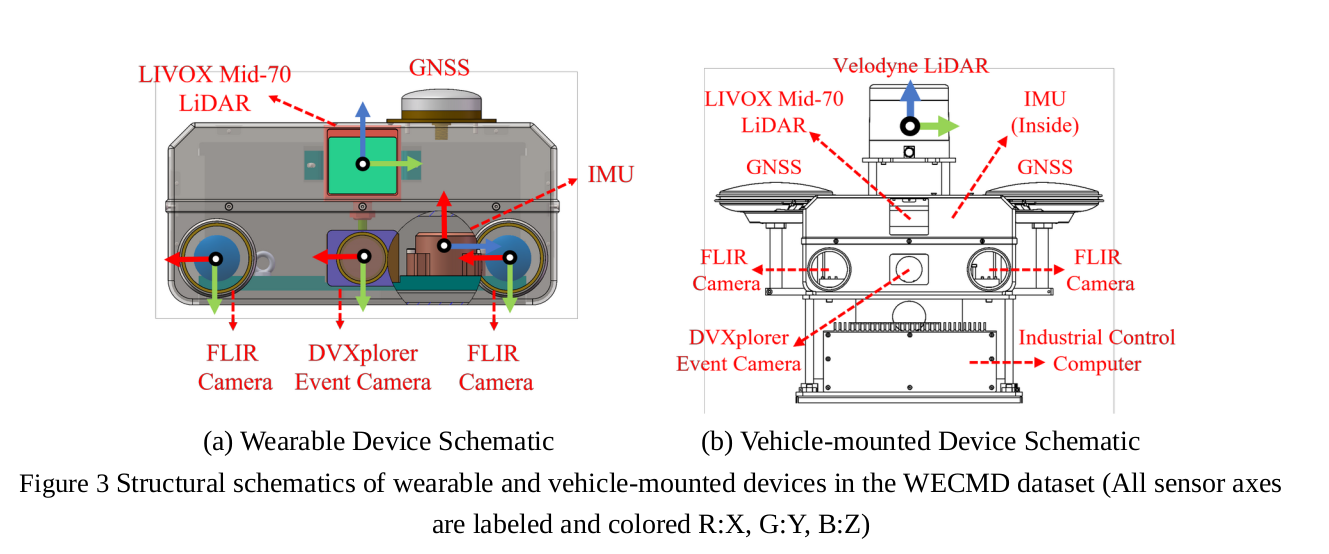 LIVOX Mid-70
LiDAR
GNSS
IMU
FLIR
Camera
DVXplorer
Event Camera
FLIR
Camera
Velodyne LiDAR
LIVOX Mid-70
LiDAR
IMU
(Inside)
GNSS
GNSS
FLIR
Camera
FLIR
Camera
DVXplorer
Event Camera
Industrial Control
Computer
(a) Wearable Device Schematic
(b) Vehicle-mounted Device Schematic
Figure 3 Structural schematics of wearable and vehicle-mounted devices in the WECMD dataset (All sensor axes
are labeled and colored R:X, G:Y, B:Z)